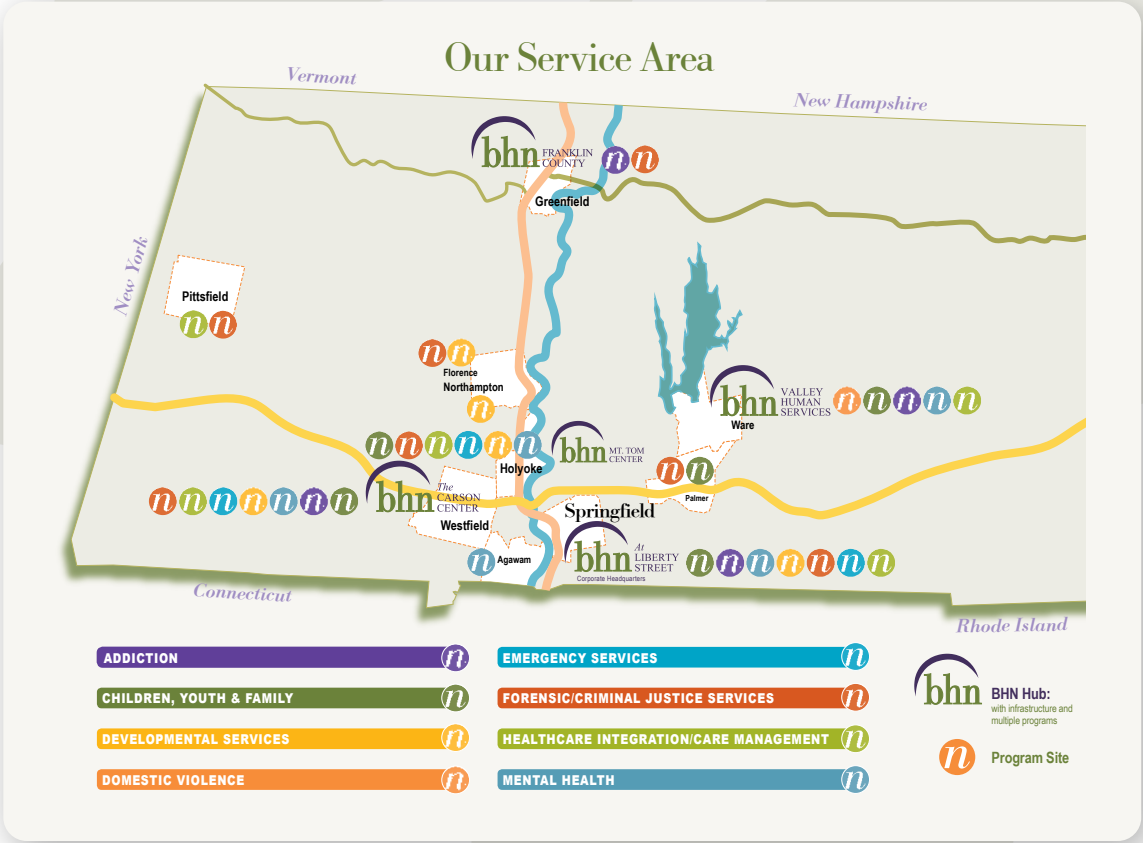 Our Service Area
Vermont
New Hampshire
New York
bhn FRANKLIN
COUNTY
n n
Greenfield
Pittsfield
n n
n n
Florence
Northampton
n
bhn VALLEY
HUMAN
SERVICES
n n n n n
Ware
n n n n n n
bhn MT. TOM
CENTER
Holyoke
n n
Palmer
n n n n n n n
bhn The
CARSON
CENTER
Westfield
Springfield
n Agawam
bhn At
LIBERTY
STREET
Corporate Headquarters
n n n n n n n
Connecticut
Rhode Island
ADDICTION n
CHILDREN, YOUTH & FAMILY n
DEVELOPMENTAL SERVICES n
DOMESTIC VIOLENCE n
EMERGENCY SERVICES n
FORENSIC/CRIMINAL JUSTICE SERVICES n
HEALTHCARE INTEGRATION/CARE MANAGEMENT n
MENTAL HEALTH n
bhn BHN Hub:
with infrastructure and
multiple programs
n Program Site